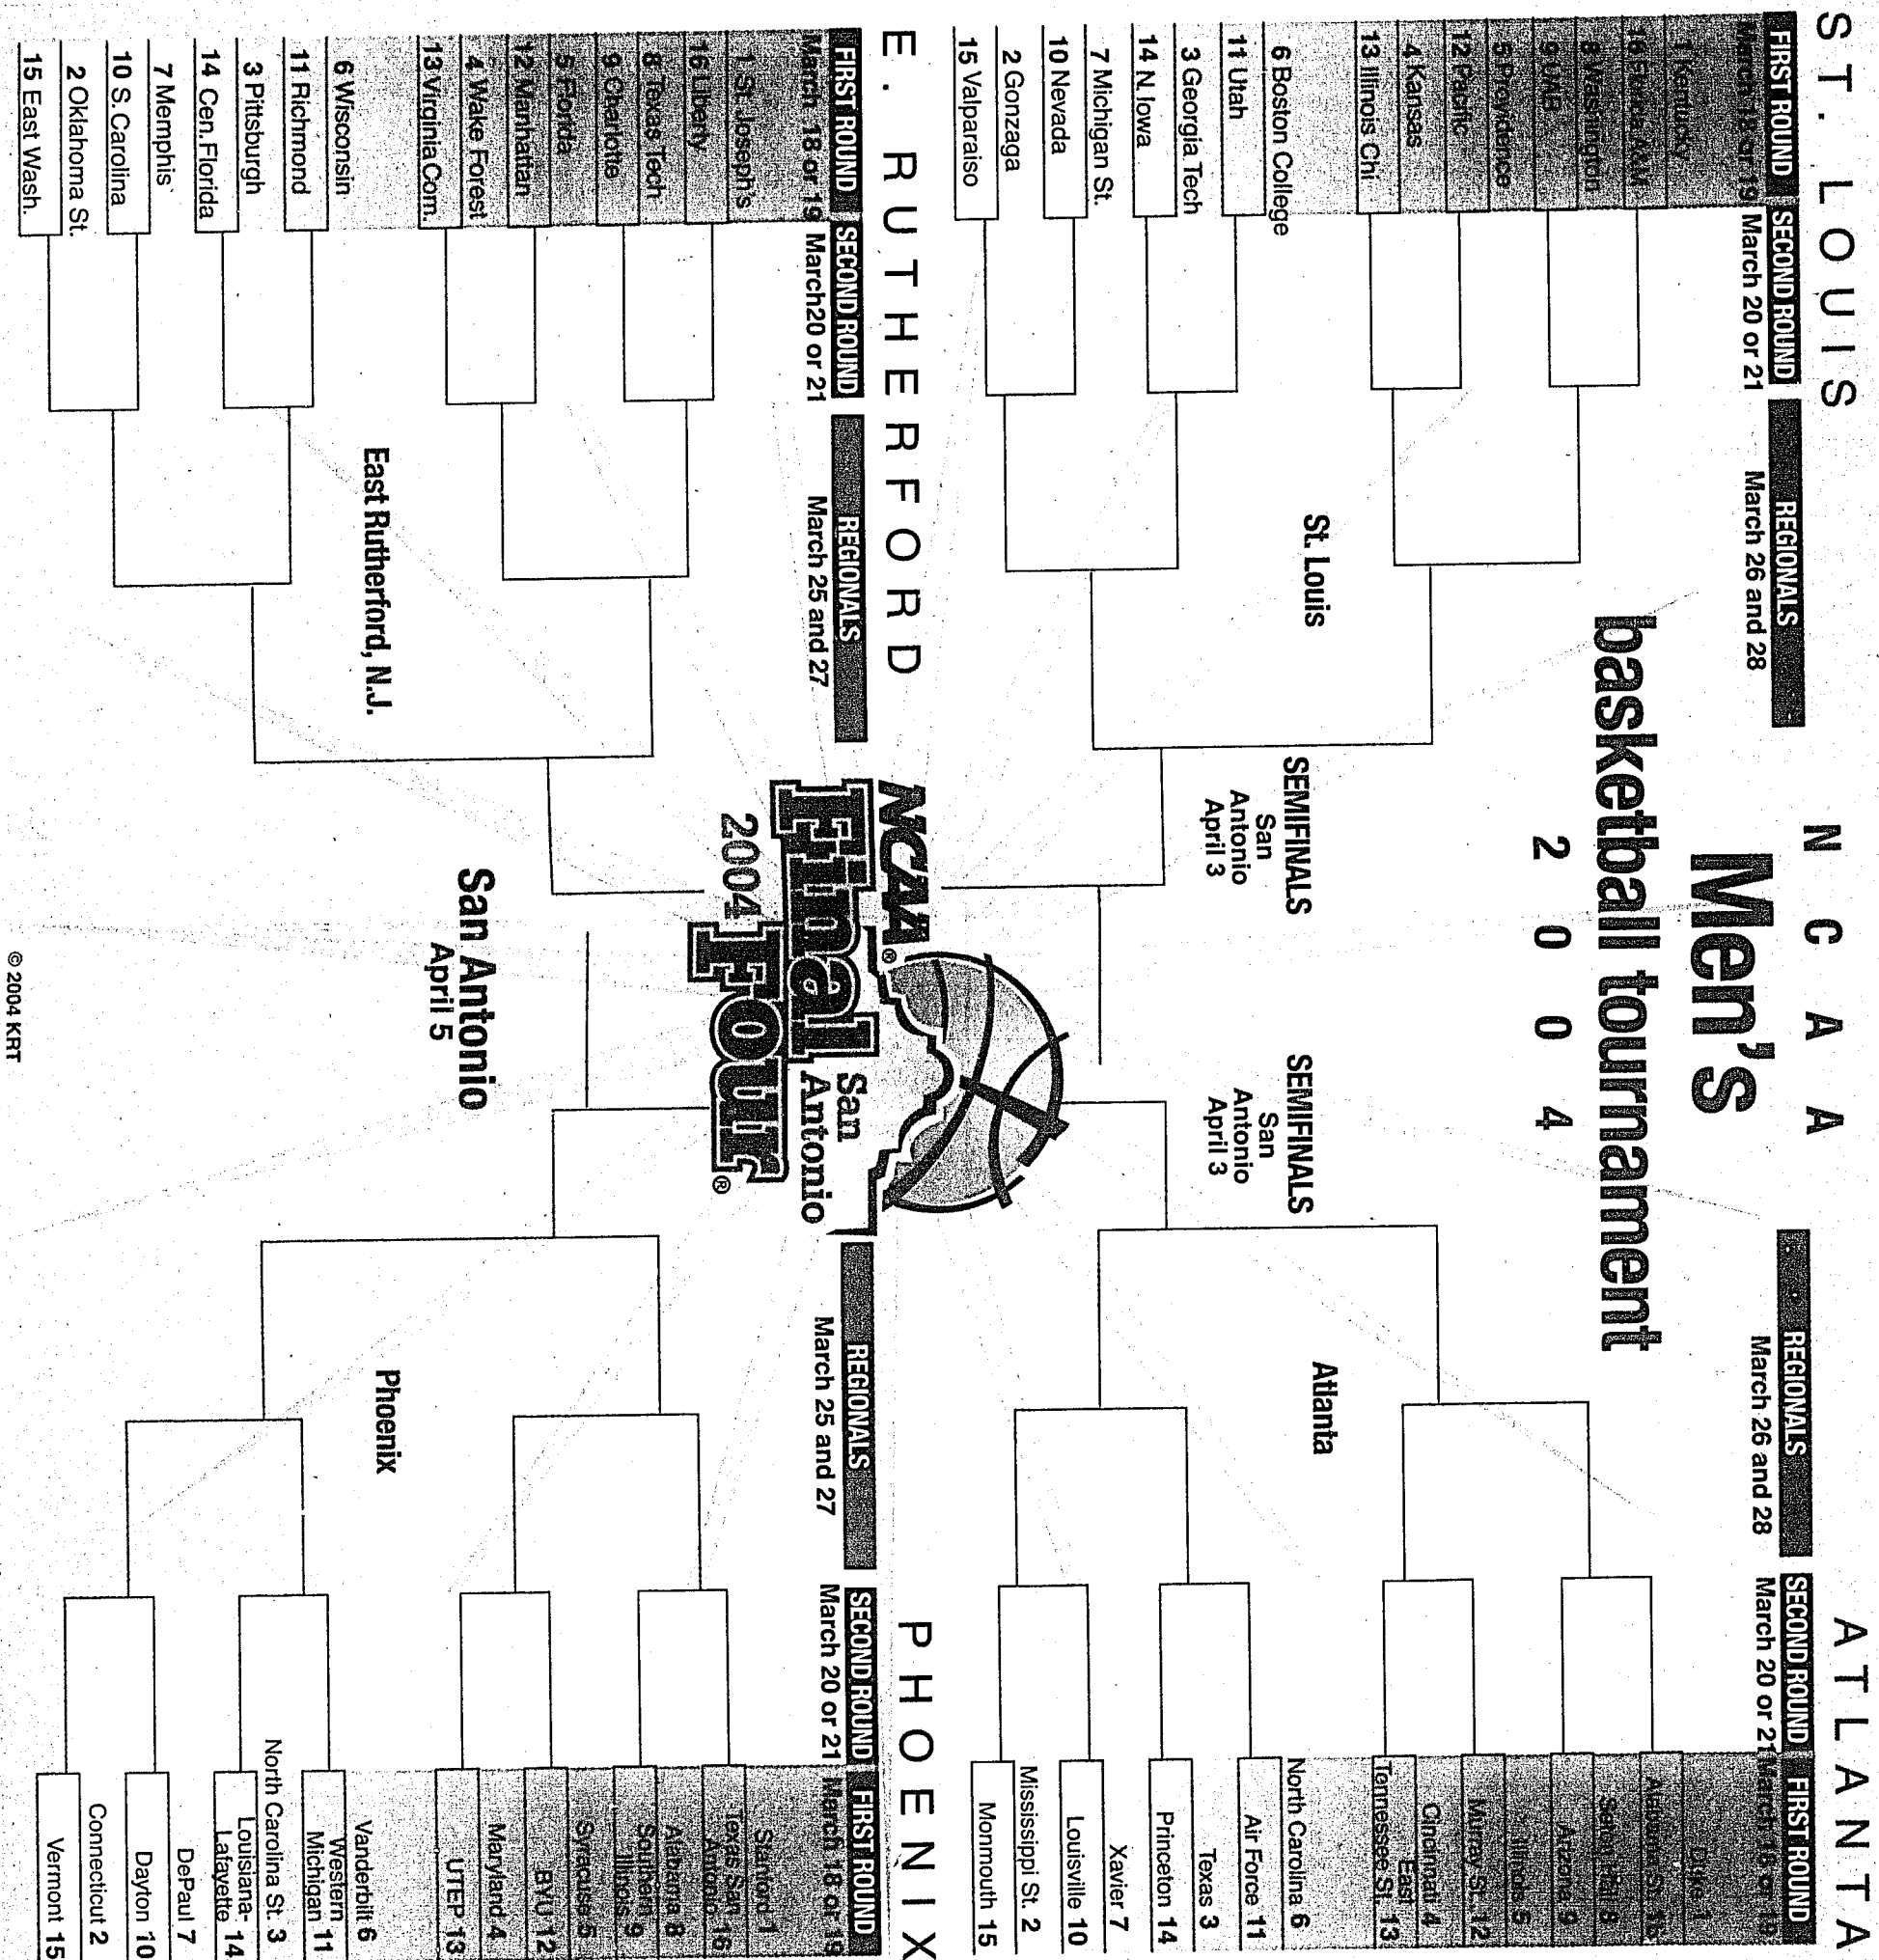 NCAA
Men's
basketball tournament
2004
ST. LOUIS
FIRST ROUND
March 18 or 19
SECOND ROUND
March 20 or 21
REGIONALS
March 26 and 28
1 Kentucky
16 Florida A&M
8 Washington
9 UAB
5 Providence
12 Pacific
4 Kansas
13 Illinois Chi
6 Boston College
11 Utah
3 Georgia Tech
14 N. Iowa
7 Michigan St.
10 Nevada
2 Gonzaga
15 Valparaiso
St. Louis
SEMIFINALS
San
Antonio
April 3
ATLANTA
REGIONALS
March 26 and 28
SECOND ROUND
March 20 or 21
FIRST ROUND
March 18 or 19
Duke 1
Alabama St. 16
Seton Hall 8
Arizona 9
Illinois 5
Murray St. 12
Cincinnati 4
East
Tennessee St. 13
North Carolina 6
Air Force 11
Texas 3
Princeton 14
Xavier 7
Louisville 10
Mississippi St. 2
Monmouth 15
Atlanta
SEMIFINALS
San
Antonio
April 3
E. RUTHERFORD
FIRST ROUND
March 18 or 19
SECOND ROUND
March 20 or 21
REGIONALS
March 25 and 27
1 St. Joseph's
16 Liberty
8 Texas Tech
9 Charlotte
5 Florida
12 Manhattan
4 Wake Forest
13 Virginia Com.
6 Wisconsin
11 Richmond
3 Pittsburgh
14 Cen. Florida
7 Memphis
10 S. Carolina
2 Oklahoma St.
15 East Wash.
East Rutherford, N.J.
NCAA®
Final
Four®
2004
San
Antonio
PHOENIX
REGIONALS
March 25 and 27
SECOND ROUND
March 20 or 21
FIRST ROUND
March 18 or 19
Stanford 1
Texas San
Antonio 16
Alabama 8
Southern
Illinois 9
Syracuse 5
BYU 12
Maryland 4
UTEP 13
Vanderbilt 6
Western
Michigan 11
North Carolina St. 3
Louisiana-
Lafayette 14
DePaul 7
Dayton 10
Connecticut 2
Vermont 15
Phoenix
San Antonio
April 5
© 2004 KRT